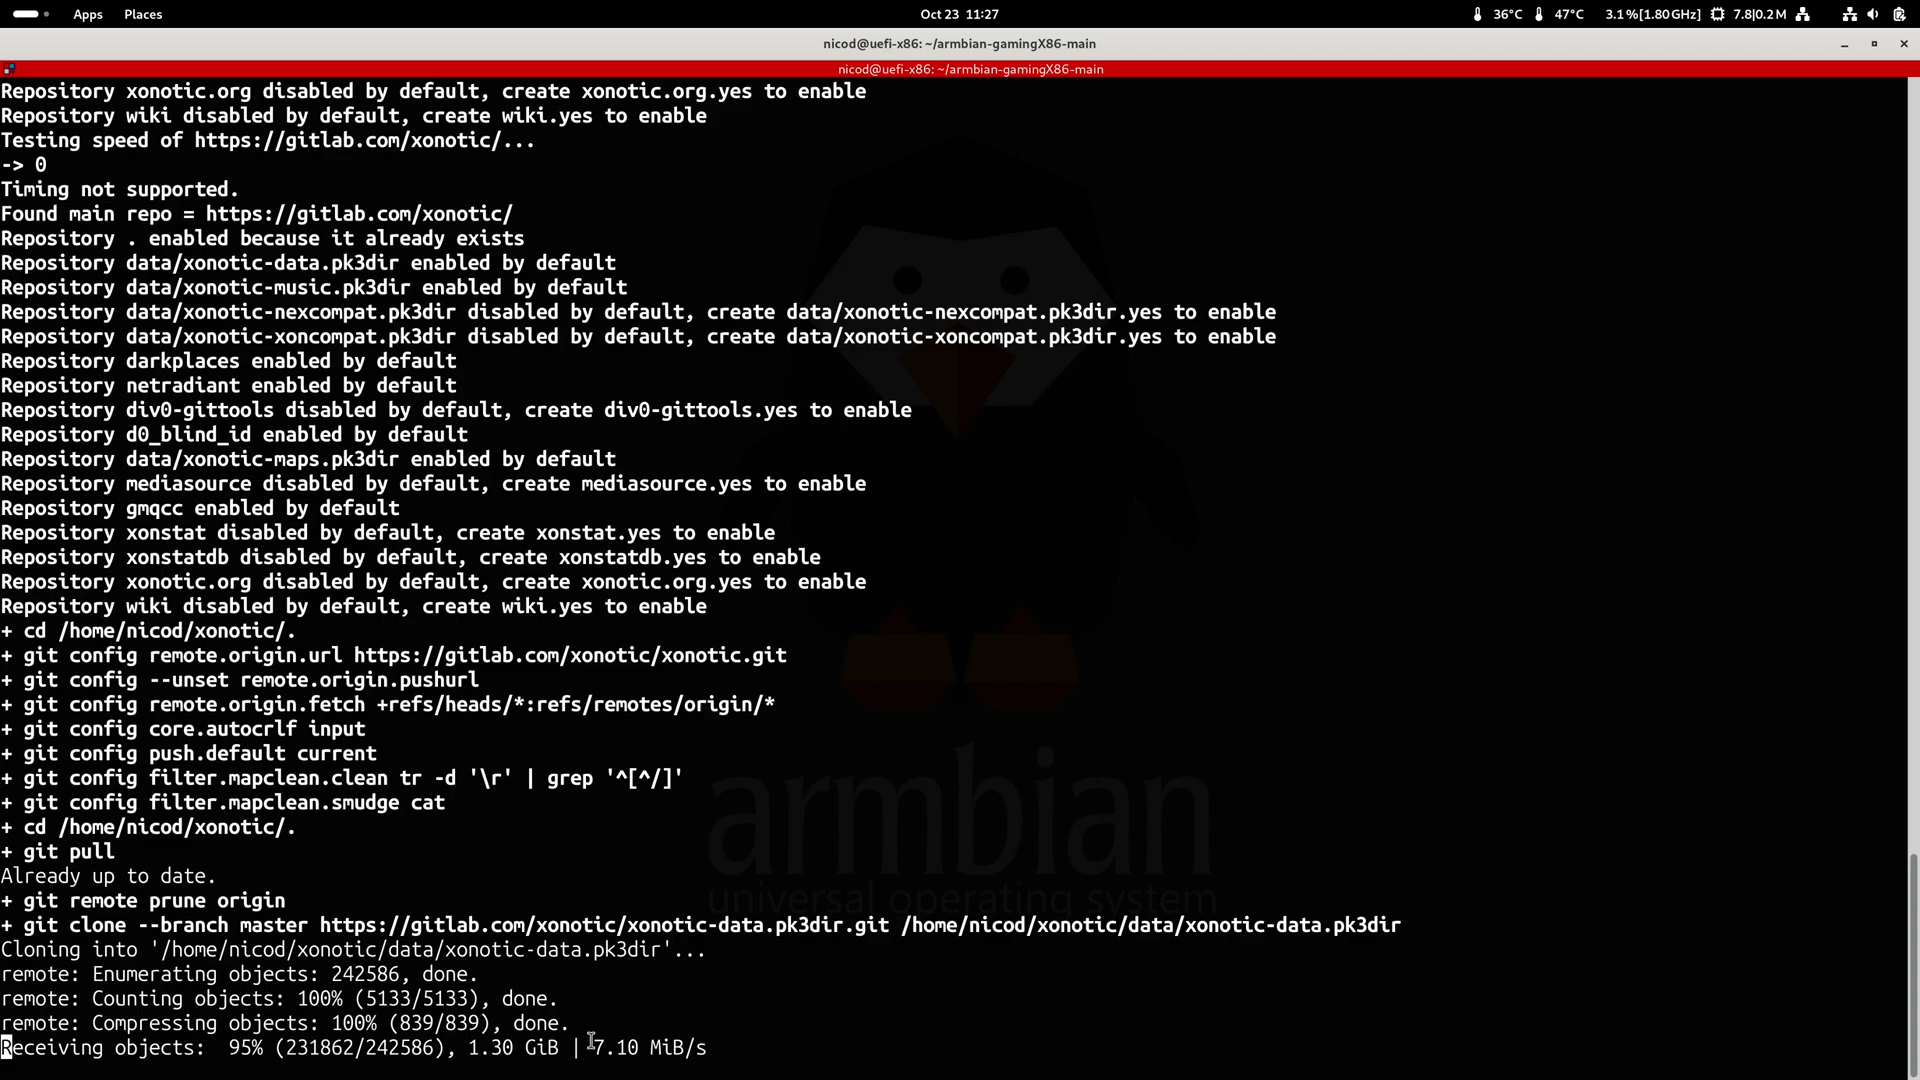 Apps Places Oct 23 11:27 36°C 47°C 3.1%[1.80GHz] 7.8|0.2M
nicod@uefi-x86: ~/armbian-gamingX86-main
nicod@uefi-x86: ~/armbian-gamingX86-main
Repository xonotic.org disabled by default, create xonotic.org.yes to enable
Repository wiki disabled by default, create wiki.yes to enable
Testing speed of https://gitlab.com/xonotic/...
-> 0
Timing not supported.
Found main repo = https://gitlab.com/xonotic/
Repository . enabled because it already exists
Repository data/xonotic-data.pk3dir enabled by default
Repository data/xonotic-music.pk3dir enabled by default
Repository data/xonotic-nexcompat.pk3dir disabled by default, create data/xonotic-nexcompat.pk3dir.yes to enable
Repository data/xonotic-xoncompat.pk3dir disabled by default, create data/xonotic-xoncompat.pk3dir.yes to enable
Repository darkplaces enabled by default
Repository netradiant enabled by default
Repository div0-gittools disabled by default, create div0-gittools.yes to enable
Repository d0_blind_id enabled by default
Repository data/xonotic-maps.pk3dir enabled by default
Repository mediasource disabled by default, create mediasource.yes to enable
Repository gmqcc enabled by default
Repository xonstat disabled by default, create xonstat.yes to enable
Repository xonstatdb disabled by default, create xonstatdb.yes to enable
Repository xonotic.org disabled by default, create xonotic.org.yes to enable
Repository wiki disabled by default, create wiki.yes to enable
+ cd /home/nicod/xonotic/.
+ git config remote.origin.url https://gitlab.com/xonotic/xonotic.git
+ git config --unset remote.origin.pushurl
+ git config remote.origin.fetch +refs/heads/*:refs/remotes/origin/*
+ git config core.autocrlf input
+ git config push.default current
+ git config filter.mapclean.clean tr -d '\r' | grep '^[^/]'
+ git config filter.mapclean.smudge cat
+ cd /home/nicod/xonotic/.
+ git pull
Already up to date.
+ git remote prune origin
+ git clone --branch master https://gitlab.com/xonotic/xonotic-data.pk3dir.git /home/nicod/xonotic/data/xonotic-data.pk3dir
Cloning into '/home/nicod/xonotic/data/xonotic-data.pk3dir'...
remote: Enumerating objects: 242586, done.
remote: Counting objects: 100% (5133/5133), done.
remote: Compressing objects: 100% (839/839), done.
Receiving objects:  95% (231862/242586), 1.30 GiB | 7.10 MiB/s
armbian
universal operating system